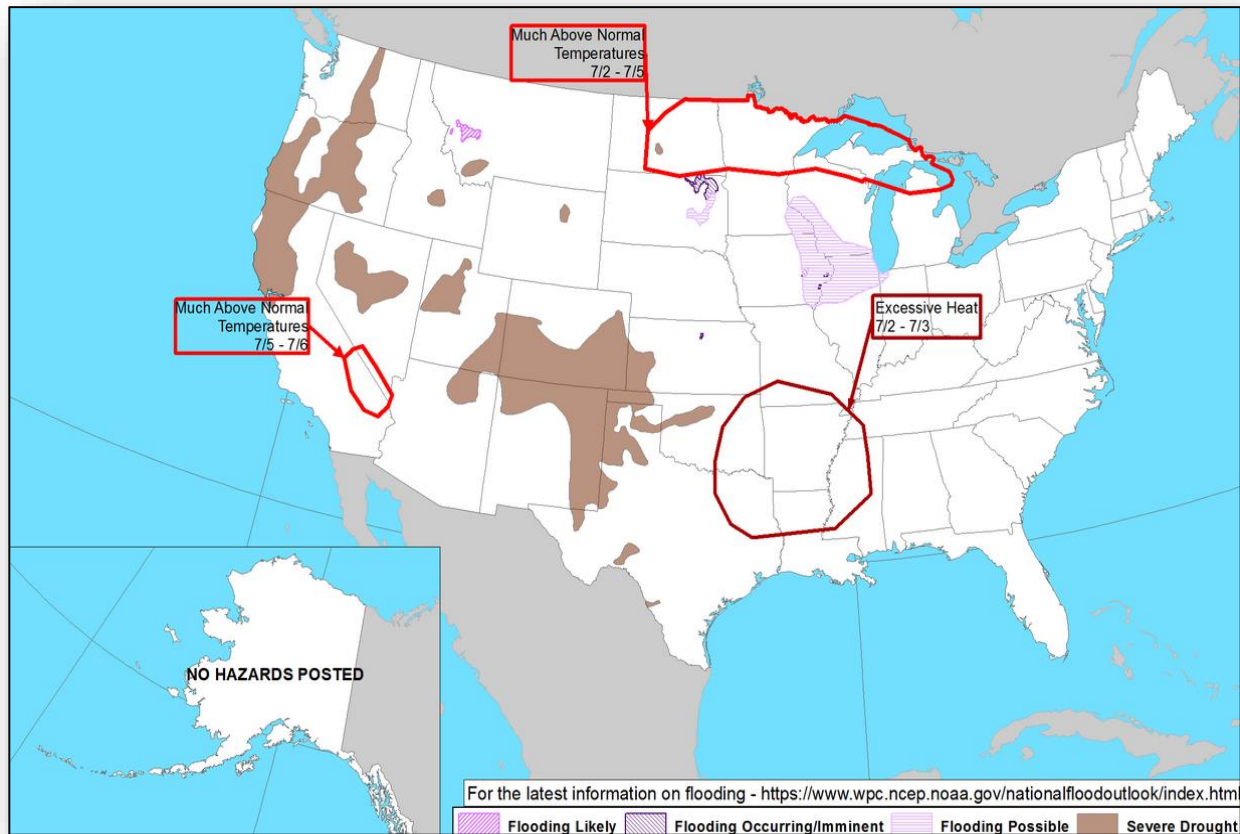 Much Above Normal
Temperatures
7/2 - 7/5
Much Above Normal
Temperatures
7/5 - 7/6
Excessive Heat
7/2 - 7/3
NO HAZARDS POSTED
For the latest information on flooding - https://www.wpc.ncep.noaa.gov/nationalfloodoutlook/index.html
Flooding Likely Flooding Occurring/Imminent Flooding Possible Severe Drought